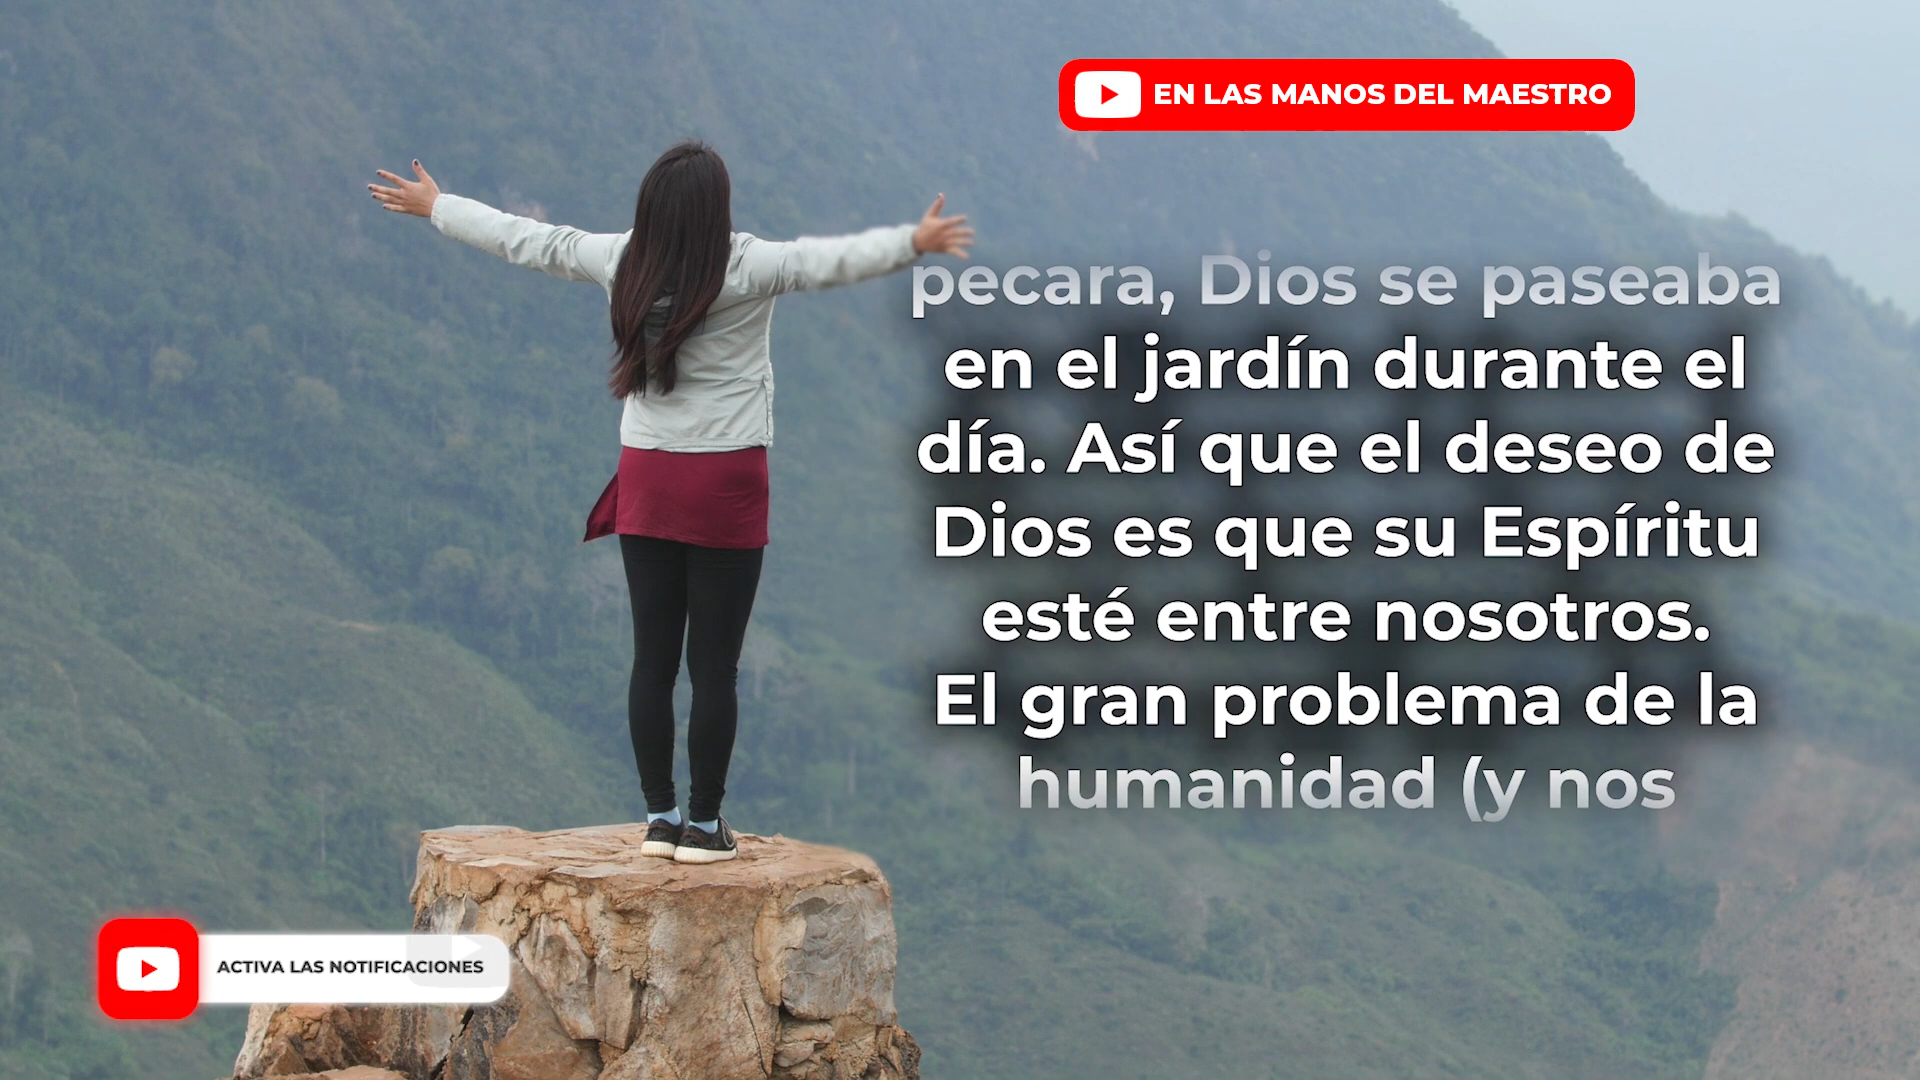 EN LAS MANOS DEL MAESTRO
pecara, Dios se paseaba
en el jardín durante el
día. Así que el deseo de
Dios es que su Espíritu
esté entre nosotros.
El gran problema de la
humanidad (y nos
ACTIVA LAS NOTIFICACIONES